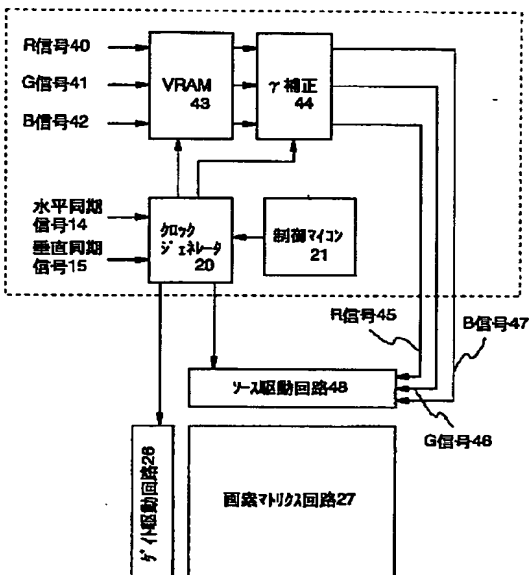 R信号40
G信号41
B信号42
VRAM
43
γ補正
44
水平同期
信号14
垂直同期
信号15
クロック
ジェネレータ
20
制御マイコン
21
R信号45
B信号47
ソース駆動回路48
G信号46
ゲイト駆動回路26
画素マトリクス回路27